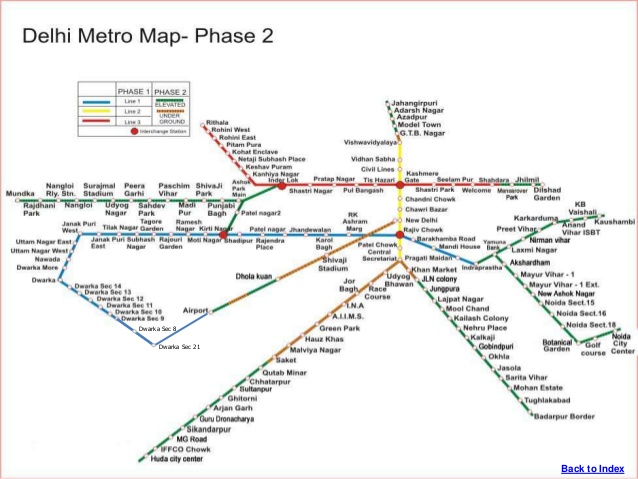 Delhi Metro Map- Phase 2
PHASE 1
PHASE 2
Line 1
Line 2
Line 3
ELEVATED
UNDER
GROUND
Interchange Station
Rithala
Rohini West
Rohini East
Pitam Pura
Kohat Enclave
Netaji Subhash Place
Keshav Puram
Kanhiya Nagar
Inder Lok
Shastri Nagar
Pratap Nagar
Pul Bangash
Tis Hazari
Kashmere
Gate
Shastri Park
Seelam Pur
Welcome
Shahdara
Mansarovar
Park
Jhilmil
Dilshad
Garden
Jahangirpuri
Adarsh Nagar
Azadpur
Model Town
G.T.B. Nagar
Vishwavidyalaya
Vidhan Sabha
Civil Lines
Chandni Chowk
Chawri Bazar
New Delhi
Rajiv Chowk
Patel Chowk
Central
Secretariat
Udyog
Bhawan
Race
Course
Jor
Bagh
I.N.A
A.I.I.M.S.
Green Park
Hauz Khas
Malviya Nagar
Saket
Qutab Minar
Chhatarpur
Sultanpur
Ghitorni
Arjan Garh
Guru Dronacharya
Sikandarpur
MG Road
IFFCO Chowk
Huda city center
Mundka
Rajdhani
Park
Nangloi
Rly. Stn.
Nangloi
Surajmal
Stadium
Udyog
Nagar
Peera
Garhi
Sahdev
Park
Paschim
Vihar
Madi
Pur
ShivaJi
Park
Punjabi
Bagh
Ashok
Park
Main
Patel nagar2
Janak Puri
West
Uttam Nagar East
Uttam Nagar West
Nawada
Dwarka More
Dwarka
Dwarka Sec 14
Dwarka Sec 13
Dwarka Sec 12
Dwarka Sec 11
Dwarka Sec 10
Dwarka Sec 9
Dwarka Sec 8
Dwarka Sec 21
Janak Puri
East
Tilak Nagar
Subhash
Nagar
Tagore
Garden
Rajouri
Garden
Ramesh
Nagar
Moti Nagar
Kirti Nagar
Shadipur
Patel nagar
Rajendra
Place
Jhandewalan
Karol
Bagh
RK
Ashram
Marg
Shivaji
Stadium
Dhola kuan
Airport
Barakhamba Road
Mandi House
Pragati Maidan
Indraprastha
Yamuna
Bank
Laxmi Nagar
Nirman vihar
Preet Vihar
Karkarduma
Anand
Vihar ISBT
KB
Vaishali
Kaushambi
Akshardham
Mayur Vihar - 1
Mayur Vihar - 1 Ext.
New Ashok Nagar
Noida Sect.15
Noida Sect.16
Noida Sect.18
Botanical
Garden
Golf
course
Noida
City
Center
Khan Market
JLN colony
Jungpura
Lajpat Nagar
Mool Chand
Kailash Colony
Nehru Place
Kalkaji
Gobindpuri
Okhla
Jasola
Sarita Vihar
Mohan Estate
Tughlakabad
Badarpur Border
Back to Index